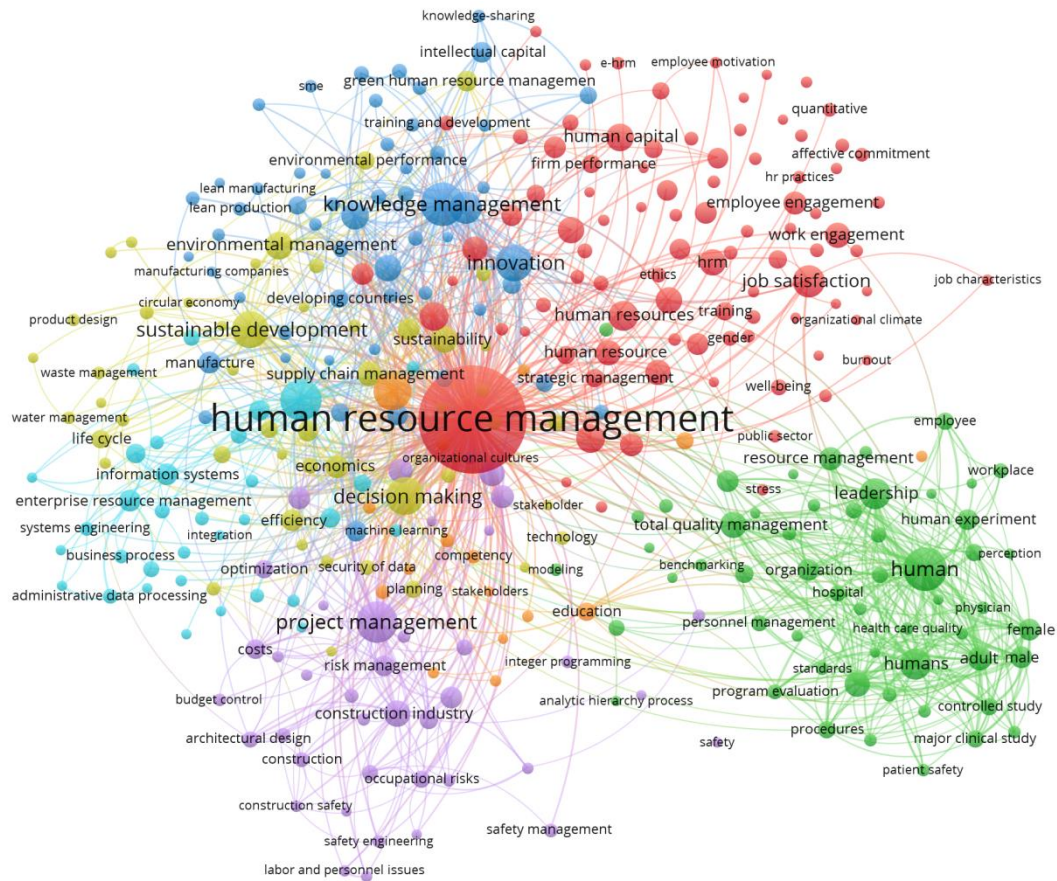 knowledge-sharing
intellectual capital
e-hrm
employee motivation
green human resource managemen
sme
quantitative
training and development
human capital
affective commitment
environmental performance
firm performance
hr practices
lean manufacturing
lean production
knowledge management
employee engagement
work engagement
environmental management
innovation
manufacturing companies
ethics
hrm
job satisfaction
job characteristics
circular economy
developing countries
product design
sustainable development
sustainability
human resources
training
organizational climate
gender
manufacture
human resource
burnout
waste management
supply chain management
strategic management
well-being
water management
human resource management
employee
life cycle
public sector
organizational cultures
resource management
information systems
economics
workplace
stress
leadership
enterprise resource management
decision making
stakeholder
systems engineering
efficiency
total quality management
human experiment
integration
machine learning
technology
business process
competency
perception
optimization
security of data
modeling
benchmarking
organization
human
administrative data processing
planning
stakeholders
hospital
physician
education
project management
personnel management
health care quality
female
costs
risk management
integer programming
standards
humans
adult
male
budget control
analytic hierarchy process
program evaluation
construction industry
controlled study
architectural design
procedures
major clinical study
construction
safety
occupational risks
patient safety
construction safety
safety management
safety engineering
labor and personnel issues